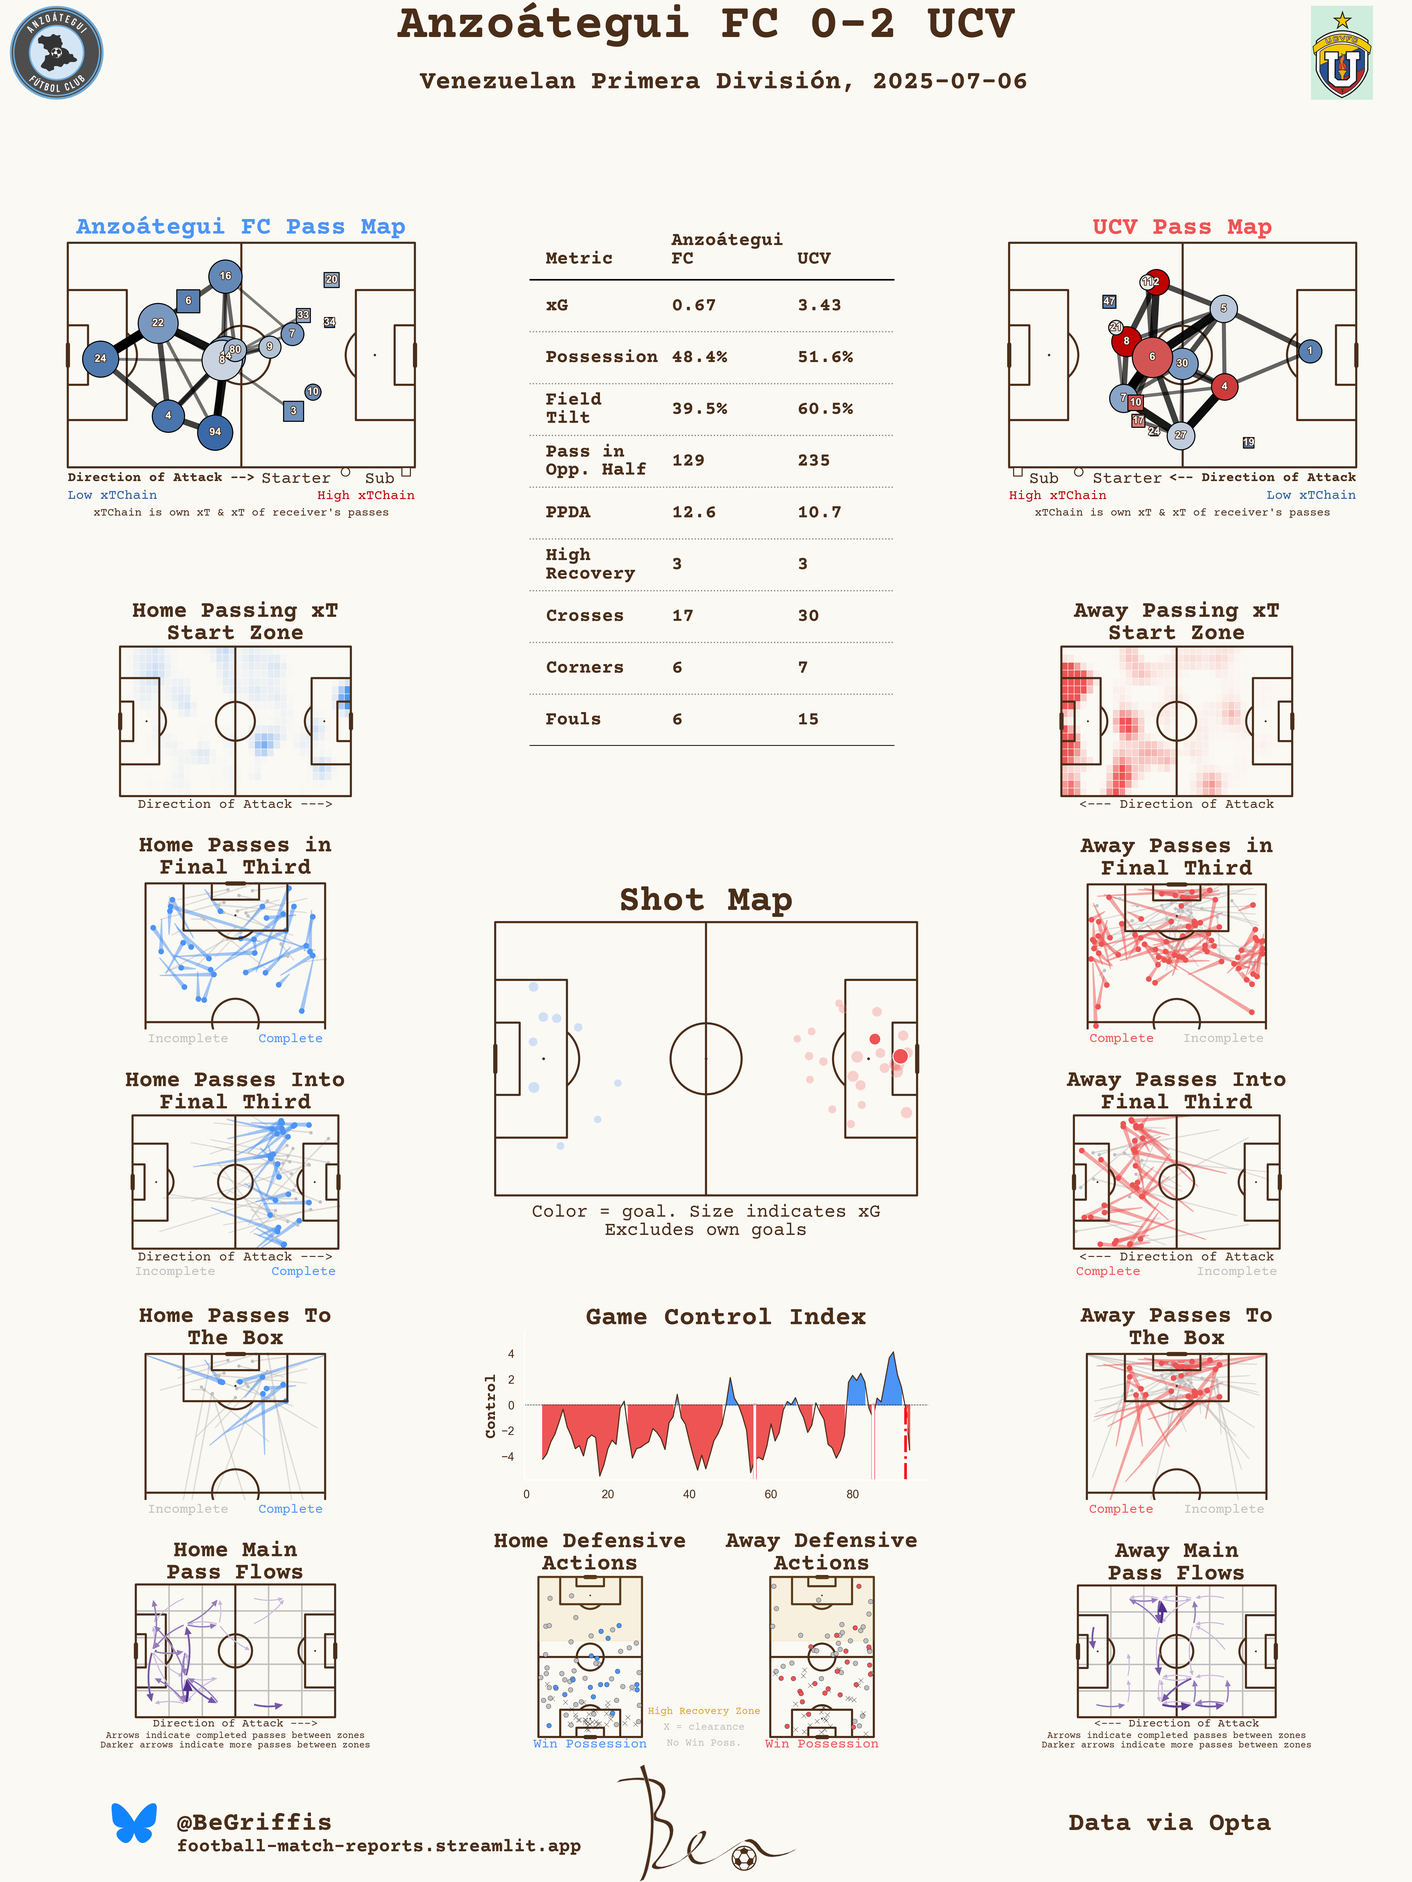 Anzoátegui FC 0-2 UCV
Venezuelan Primera División, 2025-07-06
ANZOÁTEGUI
FÚTBOL CLUB
Anzoátegui FC Pass Map
16
20
6
33
34
22
7
80
9
8
24
10
3
4
94
Direction of Attack --> Starter Sub
Low xTChain High xTChain
xTChain is own xT & xT of receiver's passes
Metric Anzoátegui FC UCV
xG 0.67 3.43
Possession 48.4% 51.6%
Field Tilt 39.5% 60.5%
Pass in Opp. Half 129 235
PPDA 12.6 10.7
High Recovery 3 3
Crosses 17 30
Corners 6 7
Fouls 6 15
UCV Pass Map
47
5
21
8
6
30
1
4
7
10
17
24
27
19
Sub Starter <-- Direction of Attack
High xTChain Low xTChain
xTChain is own xT & xT of receiver's passes
Home Passing xT
Start Zone
Direction of Attack --->
Away Passing xT
Start Zone
<--- Direction of Attack
Home Passes in
Final Third
Incomplete Complete
Away Passes in
Final Third
Complete Incomplete
Shot Map
Color = goal. Size indicates xG
Excludes own goals
Home Passes Into
Final Third
Direction of Attack --->
Incomplete Complete
Away Passes Into
Final Third
<--- Direction of Attack
Complete Incomplete
Home Passes To
The Box
Incomplete Complete
Game Control Index
Control
4
2
0
−2
−4
0 20 40 60 80
Away Passes To
The Box
Complete Incomplete
Home Main
Pass Flows
Direction of Attack --->
Arrows indicate completed passes between zones
Darker arrows indicate more passes between zones
Home Defensive
Actions
Win Possession
High Recovery Zone
X = clearance
No Win Poss.
Away Defensive
Actions
Win Possession
Away Main
Pass Flows
<--- Direction of Attack
Arrows indicate completed passes between zones
Darker arrows indicate more passes between zones
@BeGriffis
football-match-reports.streamlit.app
Ben
Data via Opta